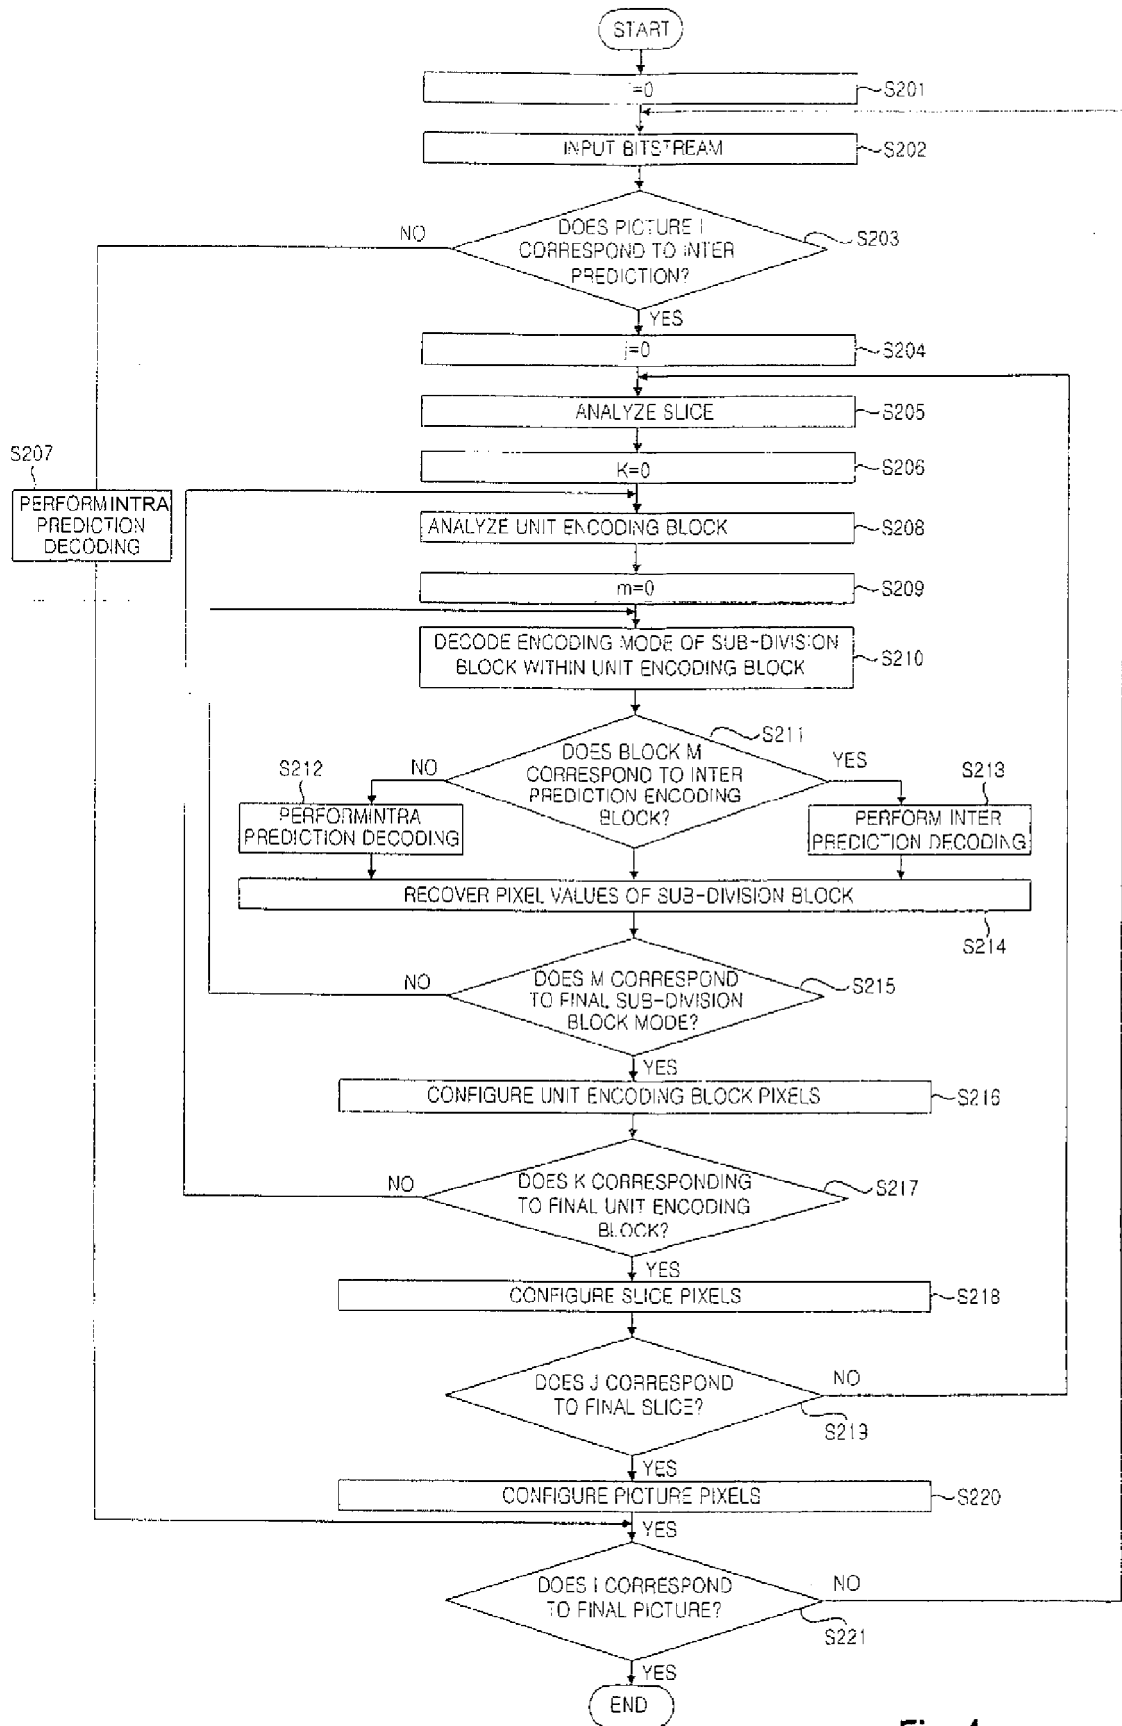 START
i=0
S201
INPUT BITSTREAM
S202
DOES PICTURE I
CORRESPOND TO INTER
PREDICTION?
S203
NO
YES
j=0
S204
ANALYZE SLICE
S205
K=0
S206
S207
PERFORMINTRA
PREDICTION
DECODING
ANALYZE UNIT ENCODING BLOCK
S208
m=0
S209
DECODE ENCODING MODE OF SUB-DIVISION
BLOCK WITHIN UNIT ENCODING BLOCK
S210
DOES BLOCK M
CORRESPOND TO INTER
PREDICTION ENCODING
BLOCK?
S211
NO
YES
S212
PERFORMINTRA
PREDICTION DECODING
S213
PERFORM INTER
PREDICTION DECODING
RECOVER PIXEL VALUES OF SUB-DIVISION BLOCK
S214
DOES M CORRESPOND
TO FINAL SUB-DIVISION
BLOCK MODE?
S215
NO
YES
CONFIGURE UNIT ENCODING BLOCK PIXELS
S216
DOES K CORRESPONDING
TO FINAL UNIT ENCODING
BLOCK?
S217
NO
YES
CONFIGURE SLICE PIXELS
S218
DOES J CORRESPOND
TO FINAL SLICE?
NO
S219
YES
CONFIGURE PICTURE PIXELS
S220
YES
DOES I CORRESPOND
TO FINAL PICTURE?
NO
S221
YES
END